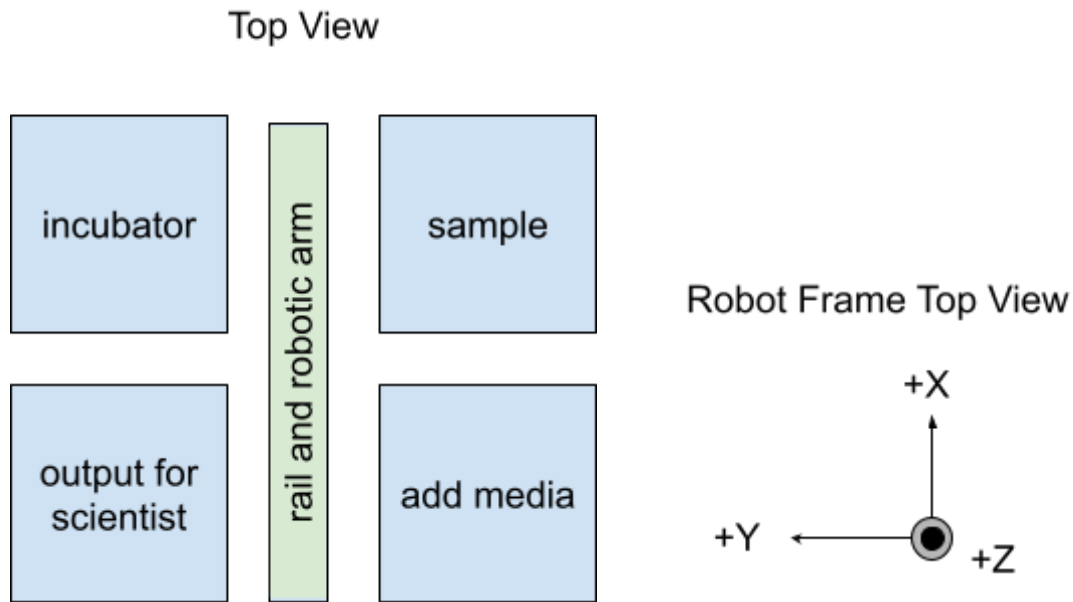 Top View
incubator
rail and robotic arm
sample
output for
scientist
add media
Robot Frame Top View
+X
+Y
+Z